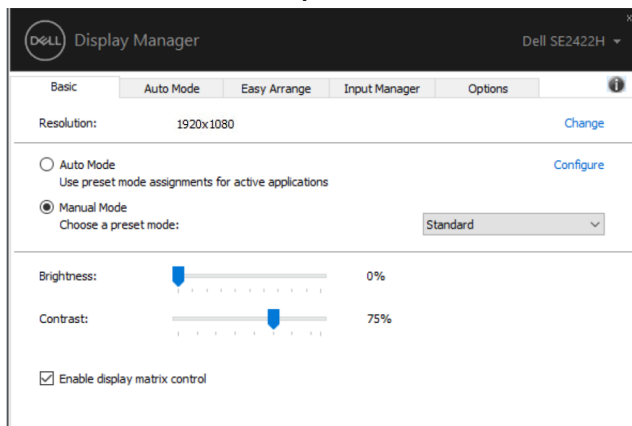 DELL Display Manager Dell SE2422H
Basic Auto Mode Easy Arrange Input Manager Options
Resolution: 1920x1080 Change
Auto Mode Configure
Use preset mode assignments for active applications
Manual Mode
Choose a preset mode: Standard
Brightness: 0%
Contrast: 75%
Enable display matrix control